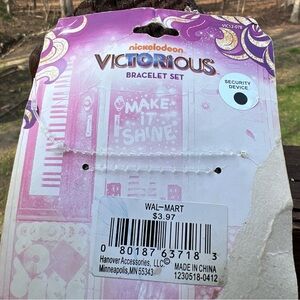 nickelodeon
VICTORIOUS
BRACELET SET
SECURITY
DEVICE
MAKE
IT
SHINE
WAL-MART
$3.97
0 80187 63718 3
Hanover Accessories, LLC©
Minneapolis, MN 55343
MADE IN CHINA
1230518-0412